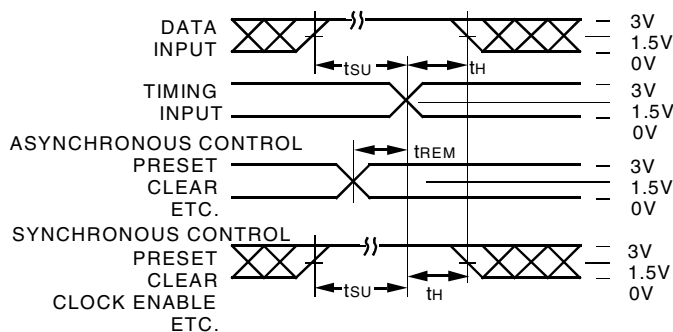 DATA
INPUT
tSU
tH
3V
1.5V
0V
TIMING
INPUT
3V
1.5V
0V
ASYNCHRONOUS CONTROL
PRESET
CLEAR
ETC.
tREM
3V
1.5V
0V
SYNCHRONOUS CONTROL
PRESET
CLEAR
CLOCK ENABLE
ETC.
tSU
tH
3V
1.5V
0V